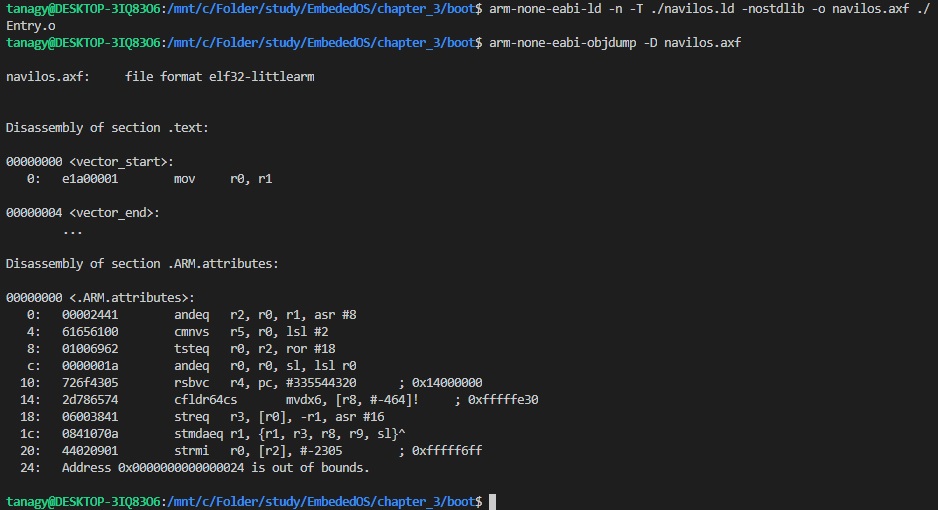 tanagy@DESKTOP-3IQ83O6:/mnt/c/Folder/study/EmbededOS/chapter_3/boot$ arm-none-eabi-ld -n -T ./navilos.ld -nostdlib -o navilos.axf ./
Entry.o
tanagy@DESKTOP-3IQ83O6:/mnt/c/Folder/study/EmbededOS/chapter_3/boot$ arm-none-eabi-objdump -D navilos.axf
navilos.axf:     file format elf32-littlearm
Disassembly of section .text:
00000000 <vector_start>:
   0:   e1a00001        mov     r0, r1
00000004 <vector_end>:
        ...
Disassembly of section .ARM.attributes:
00000000 <.ARM.attributes>:
   0:   00002441        andeq   r2, r0, r1, asr #8
   4:   61656100        cmnvs   r5, r0, lsl #2
   8:   01006962        tsteq   r0, r2, ror #18
   c:   0000001a        andeq   r0, r0, sl, lsl r0
  10:   726f4305        rsbvc   r4, pc, #335544320      ; 0x14000000
  14:   2d786574        cfldr64cs       mvdx6, [r8, #-464]!     ; 0xfffffe30
  18:   06003841        streq   r3, [r0], -r1, asr #16
  1c:   0841070a        stmdaeq r1, {r1, r3, r8, r9, sl}^
  20:   44020901        strmi   r0, [r2], #-2305        ; 0xfffff6ff
  24:   Address 0x0000000000000024 is out of bounds.
tanagy@DESKTOP-3IQ83O6:/mnt/c/Folder/study/EmbededOS/chapter_3/boot$